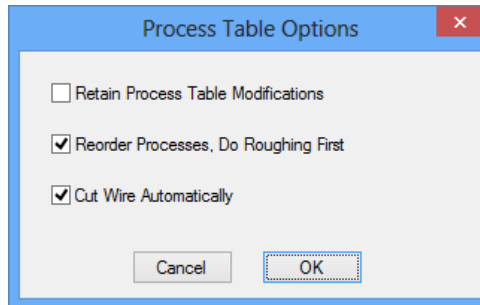 Process Table Options
Retain Process Table Modifications
Reorder Processes, Do Roughing First
Cut Wire Automatically
Cancel
OK